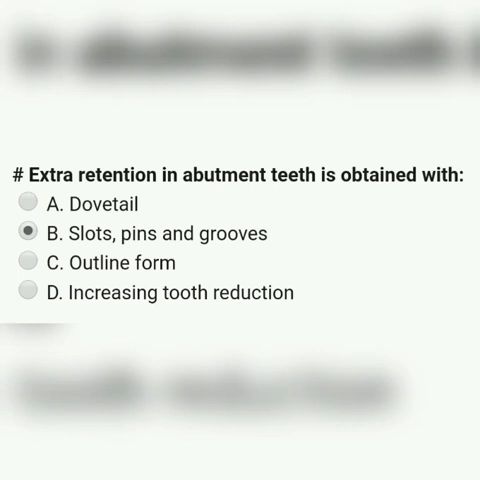 # Extra retention in abutment teeth is obtained with:
A. Dovetail
B. Slots, pins and grooves
C. Outline form
D. Increasing tooth reduction